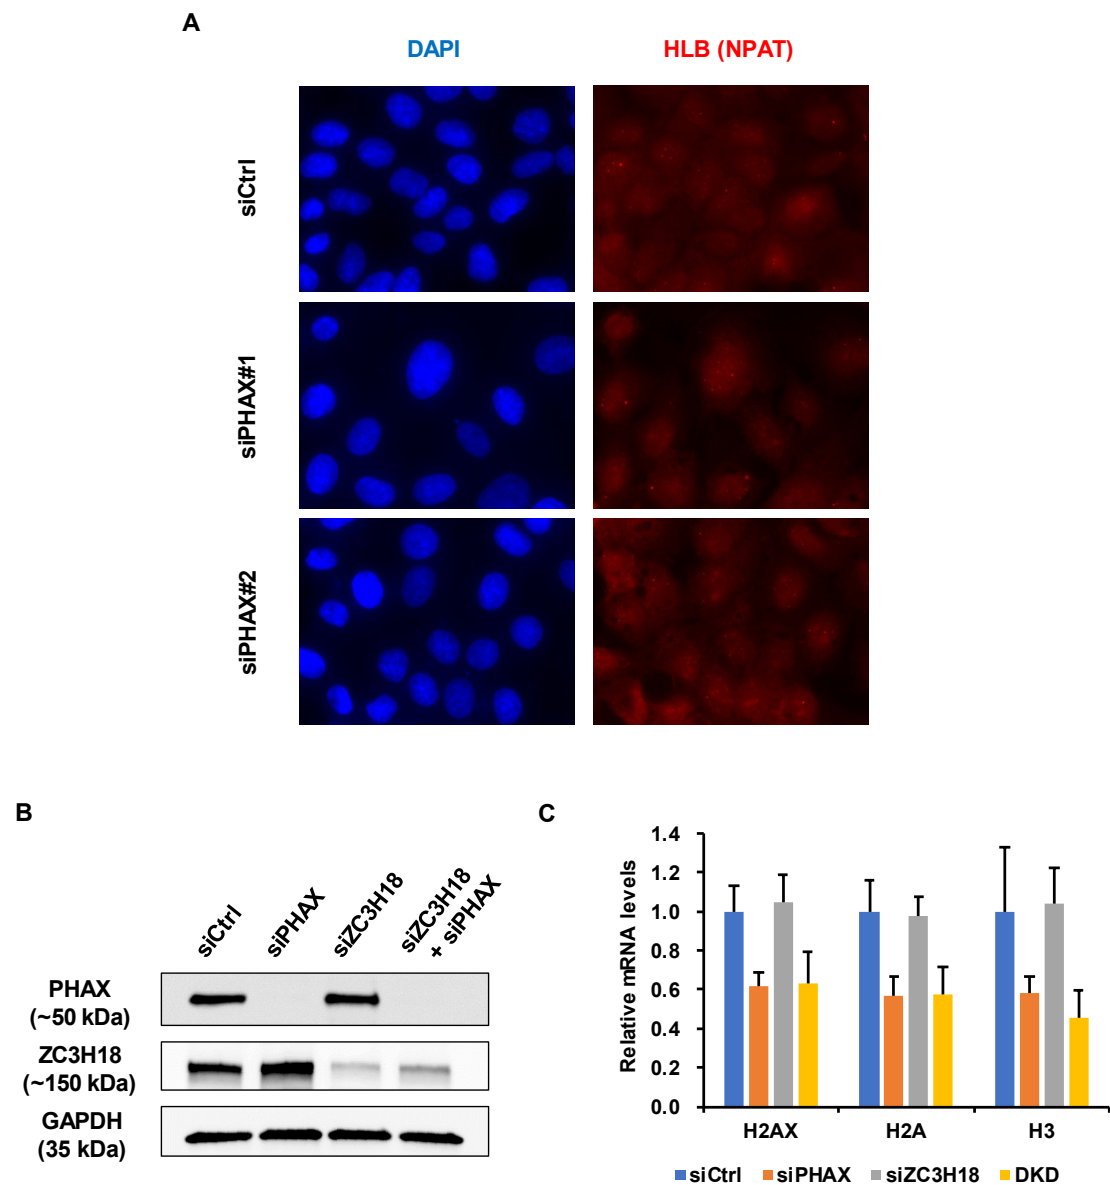 A
DAPI
HLB (NPAT)
siCtrl
siPHAX#1
siPHAX#2
B
siCtrl
siPHAX
siZC3H18
siZC3H18
+ siPHAX
PHAX
(~50 kDa)
ZC3H18
(~150 kDa)
GAPDH
(35 kDa)
C
Relative mRNA levels
1.4
1.2
1.0
0.8
0.6
0.4
0.2
0.0
H2AX
H2A
H3
siCtrl
siPHAX
siZC3H18
DKD